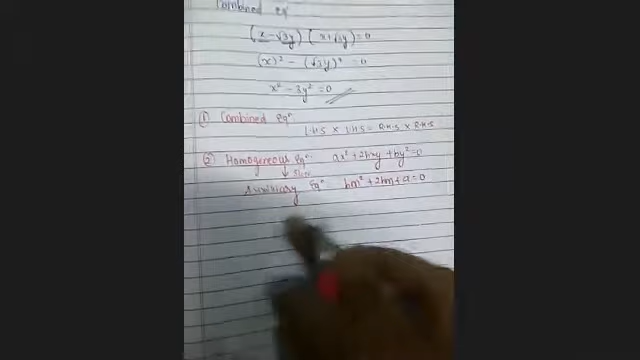 Combined Eqⁿ
(x - √3y) (x + √3y) = 0
(x)² - (√3y)² = 0
x² - 3y² = 0
① Combined Eqⁿ
L.H.S x L.H.S = R.H.S x R.H.S
② Homogeneous Eqⁿ. ax² + 2hxy + by² = 0
↓
Auxiliary Eqⁿ bm² + 2hm + a = 0